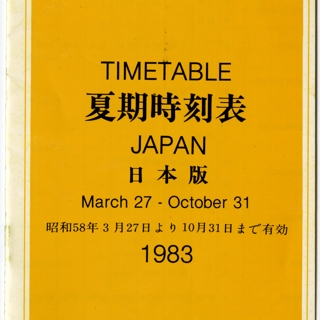 TIMETABLE
夏期時刻表
JAPAN
日本版
March 27 - October 31
昭和58年3月27日より10月31日まで有効
1983